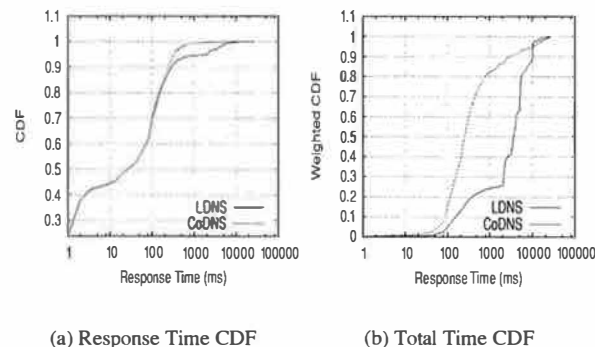 1.1
1
0.9
0.8
0.7
0.6
0.5
0.4
0.3
CDF
LDNS
CoDNS
1 10 100 1000 10000 100000
Response Time (ms)
(a) Response Time CDF
1.1
1
0.9
0.8
0.7
0.6
0.5
0.4
0.3
0.2
0.1
0
Weighted CDF
LDNS
CoDNS
1 10 100 1000 10000 100000
Response Time (ms)
(b) Total Time CDF